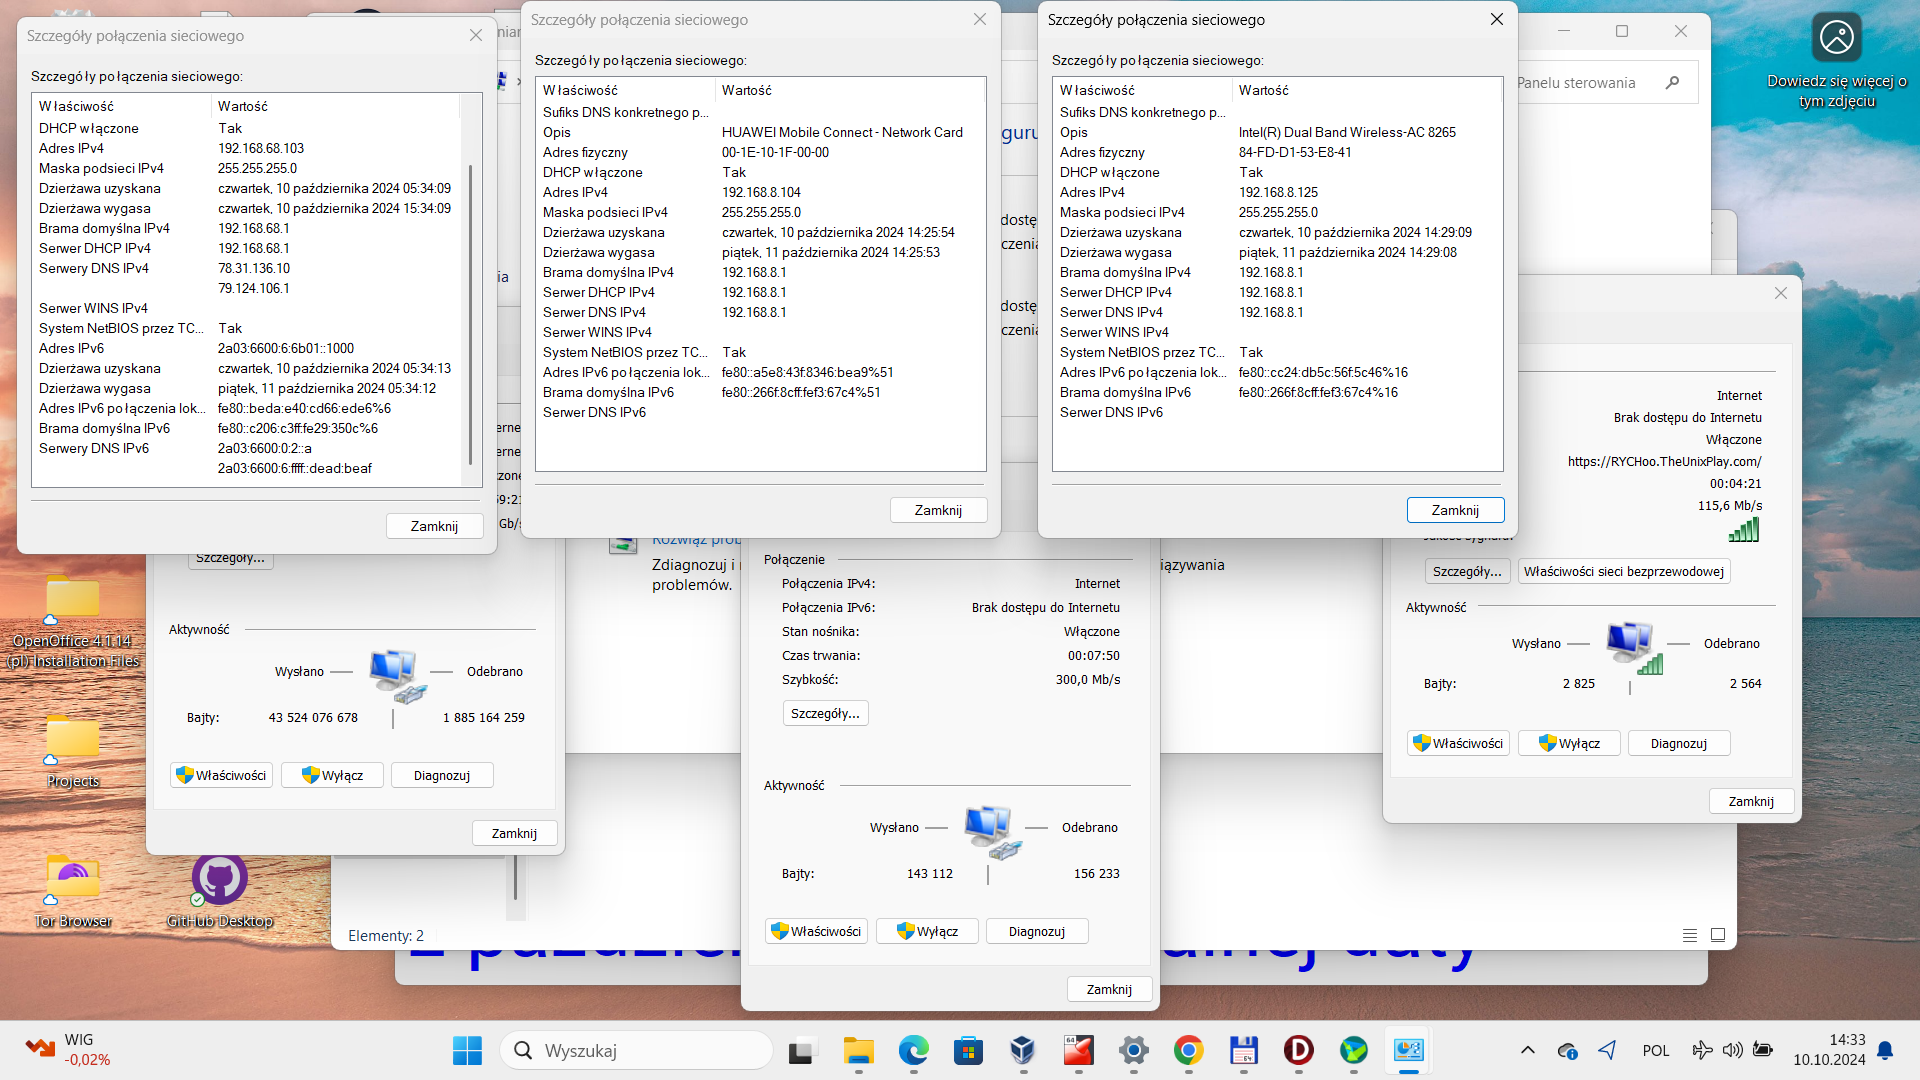 Szczegóły połączenia sieciowego
Szczegóły połączenia sieciowego:
Właściwość Wartość
DHCP włączone Tak
Adres IPv4 192.168.68.103
Maska podsieci IPv4 255.255.255.0
Dzierżawa uzyskana czwartek, 10 października 2024 05:34:09
Dzierżawa wygasa czwartek, 10 października 2024 15:34:09
Brama domyślna IPv4 192.168.68.1
Serwer DHCP IPv4 192.168.68.1
Serwery DNS IPv4 78.31.136.10
79.124.106.1
Serwer WINS IPv4
System NetBIOS przez TC... Tak
Adres IPv6 2a03:6600:6:6b01::1000
Dzierżawa uzyskana czwartek, 10 października 2024 05:34:13
Dzierżawa wygasa piątek, 11 października 2024 05:34:12
Adres IPv6 połączenia lok... fe80::beda:e40:cd66:ede6%6
Brama domyślna IPv6 fe80::c206:c3ff:fe29:350c%6
Serwery DNS IPv6 2a03:6600:0:2::a
2a03:6600:6:ffff::dead:beaf
Zamknij
Szczegóły połączenia sieciowego
Szczegóły połączenia sieciowego:
Właściwość Wartość
Sufiks DNS konkretnego p...
Opis HUAWEI Mobile Connect - Network Card
Adres fizyczny 00-1E-10-1F-00-00
DHCP włączone Tak
Adres IPv4 192.168.8.104
Maska podsieci IPv4 255.255.255.0
Dzierżawa uzyskana czwartek, 10 października 2024 14:25:54
Dzierżawa wygasa piątek, 11 października 2024 14:25:53
Brama domyślna IPv4 192.168.8.1
Serwer DHCP IPv4 192.168.8.1
Serwer DNS IPv4 192.168.8.1
Serwer WINS IPv4
System NetBIOS przez TC... Tak
Adres IPv6 połączenia lok... fe80::a5e8:43f:8346:bea9%51
Brama domyślna IPv6 fe80::266f:8cff:fef3:67c4%51
Serwer DNS IPv6
Zamknij
Szczegóły połączenia sieciowego
Szczegóły połączenia sieciowego:
Właściwość Wartość
Sufiks DNS konkretnego p...
Opis Intel(R) Dual Band Wireless-AC 8265
Adres fizyczny 84-FD-D1-53-E8-41
DHCP włączone Tak
Adres IPv4 192.168.8.125
Maska podsieci IPv4 255.255.255.0
Dzierżawa uzyskana czwartek, 10 października 2024 14:29:09
Dzierżawa wygasa piątek, 11 października 2024 14:29:08
Brama domyślna IPv4 192.168.8.1
Serwer DHCP IPv4 192.168.8.1
Serwer DNS IPv4 192.168.8.1
Serwer WINS IPv4
System NetBIOS przez TC... Tak
Adres IPv6 połączenia lok... fe80::cc24:db5c:56f:5c46%16
Brama domyślna IPv6 fe80::266f:8cff:fef3:67c4%16
Serwer DNS IPv6
Zamknij
Panelu sterowania
Dowiedz się więcej o
tym zdjęciu
Internet
Brak dostępu do Internetu
Włączone
https://RYCHoo.TheUnixPlay.com/
00:04:21
115,6 Mb/s
Szczegóły... Właściwości sieci bezprzewodowej
Aktywność
Wysłano Odebrano
Bajty: 2 825 2 564
Właściwości Wyłącz Diagnozuj
Zamknij
Szczegóły...
Aktywność
Wysłano Odebrano
Bajty: 43 524 076 678 1 885 164 259
Właściwości Wyłącz Diagnozuj
Zamknij
Zdiagnozuj i
problemów.
Połączenie
Połączenia IPv4: Internet
Połączenia IPv6: Brak dostępu do Internetu
Stan nośnika: Włączone
Czas trwania: 00:07:50
Szybkość: 300,0 Mb/s
Szczegóły...
Aktywność
Wysłano Odebrano
Bajty: 143 112 156 233
Właściwości Wyłącz Diagnozuj
Zamknij
Elementy: 2
OpenOffice 4.1.14
(pl) Installation Files
Projects
Tor Browser
GitHub Desktop
WIG
-0,02%
Wyszukaj
64
64
POL
14:33
10.10.2024